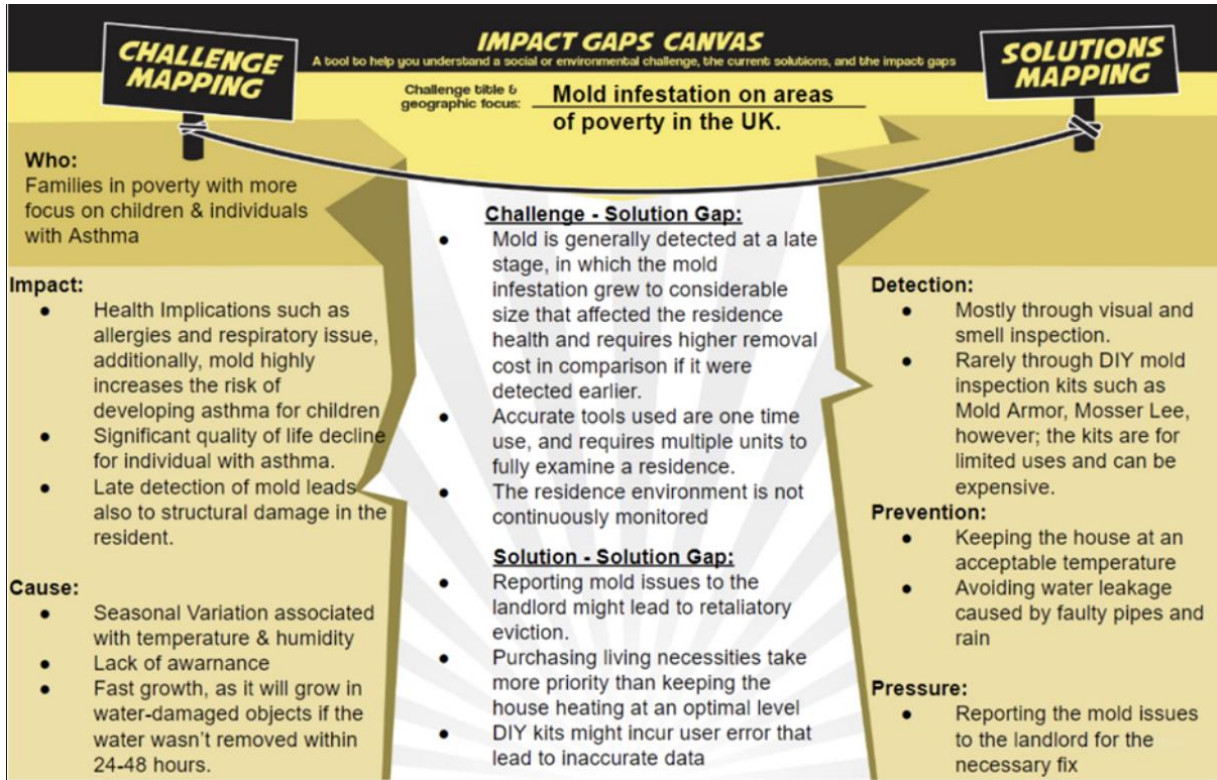 CHALLENGE
MAPPING
IMPACT GAPS CANVAS
A tool to help you understand a social or environmental challenge, the current solutions, and the impact gaps
SOLUTIONS
MAPPING
Challenge title &
geographic focus:
Mold infestation on areas
of poverty in the UK.
Who:
Families in poverty with more
focus on children & individuals
with Asthma
Impact:
● Health Implications such as
allergies and respiratory issue,
additionally, mold highly
increases the risk of
developing asthma for children
● Significant quality of life decline
for individual with asthma.
● Late detection of mold leads
also to structural damage in the
resident.
Cause:
● Seasonal Variation associated
with temperature & humidity
● Lack of awarnance
● Fast growth, as it will grow in
water-damaged objects if the
water wasn't removed within
24-48 hours.
Challenge - Solution Gap:
● Mold is generally detected at a late
stage, in which the mold
infestation grew to considerable
size that affected the residence
health and requires higher removal
cost in comparison if it were
detected earlier.
● Accurate tools used are one time
use, and requires multiple units to
fully examine a residence.
● The residence environment is not
continuously monitored
Solution - Solution Gap:
● Reporting mold issues to the
landlord might lead to retaliatory
eviction.
● Purchasing living necessities take
more priority than keeping the
house heating at an optimal level
● DIY kits might incur user error that
lead to inaccurate data
Detection:
● Mostly through visual and
smell inspection.
● Rarely through DIY mold
inspection kits such as
Mold Armor, Mosser Lee,
however; the kits are for
limited uses and can be
expensive.
Prevention:
● Keeping the house at an
acceptable temperature
● Avoiding water leakage
caused by faulty pipes and
rain
Pressure:
● Reporting the mold issues
to the landlord for the
necessary fix